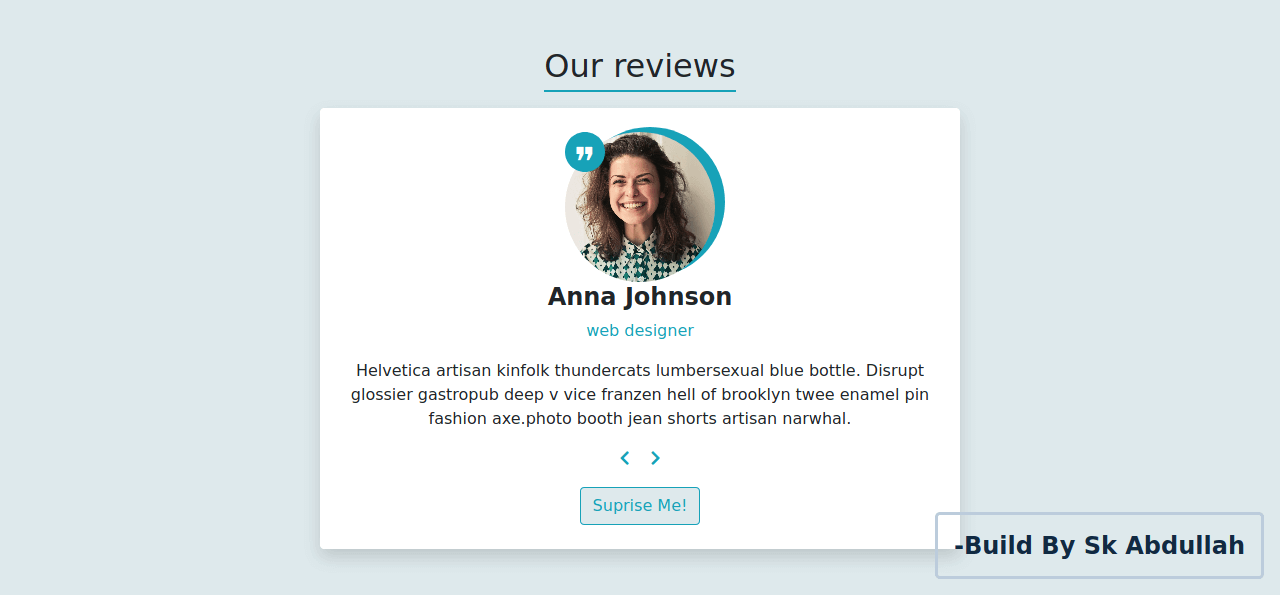 Our reviews
Anna Johnson
web designer
Helvetica artisan kinfolk thundercats lumbersexual blue bottle. Disrupt
glossier gastropub deep v vice franzen hell of brooklyn twee enamel pin
fashion axe.photo booth jean shorts artisan narwhal.
Suprise Me!
-Build By Sk Abdullah